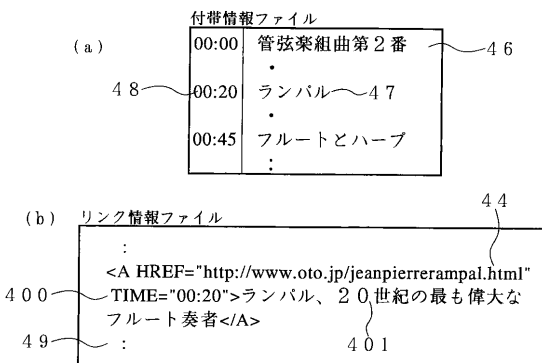 付帯情報ファイル
(a)
00:00 管弦楽組曲第2番 46
・
48 00:20 ランパル 47
・
00:45 フルートとハープ
:
(b) リンク情報ファイル
44
:
<A HREF="http://www.oto.jp/jeanpierrerampal.html"
400 TIME="00:20">ランパル、20世紀の最も偉大な
フルート奏者</A>
49 : 401